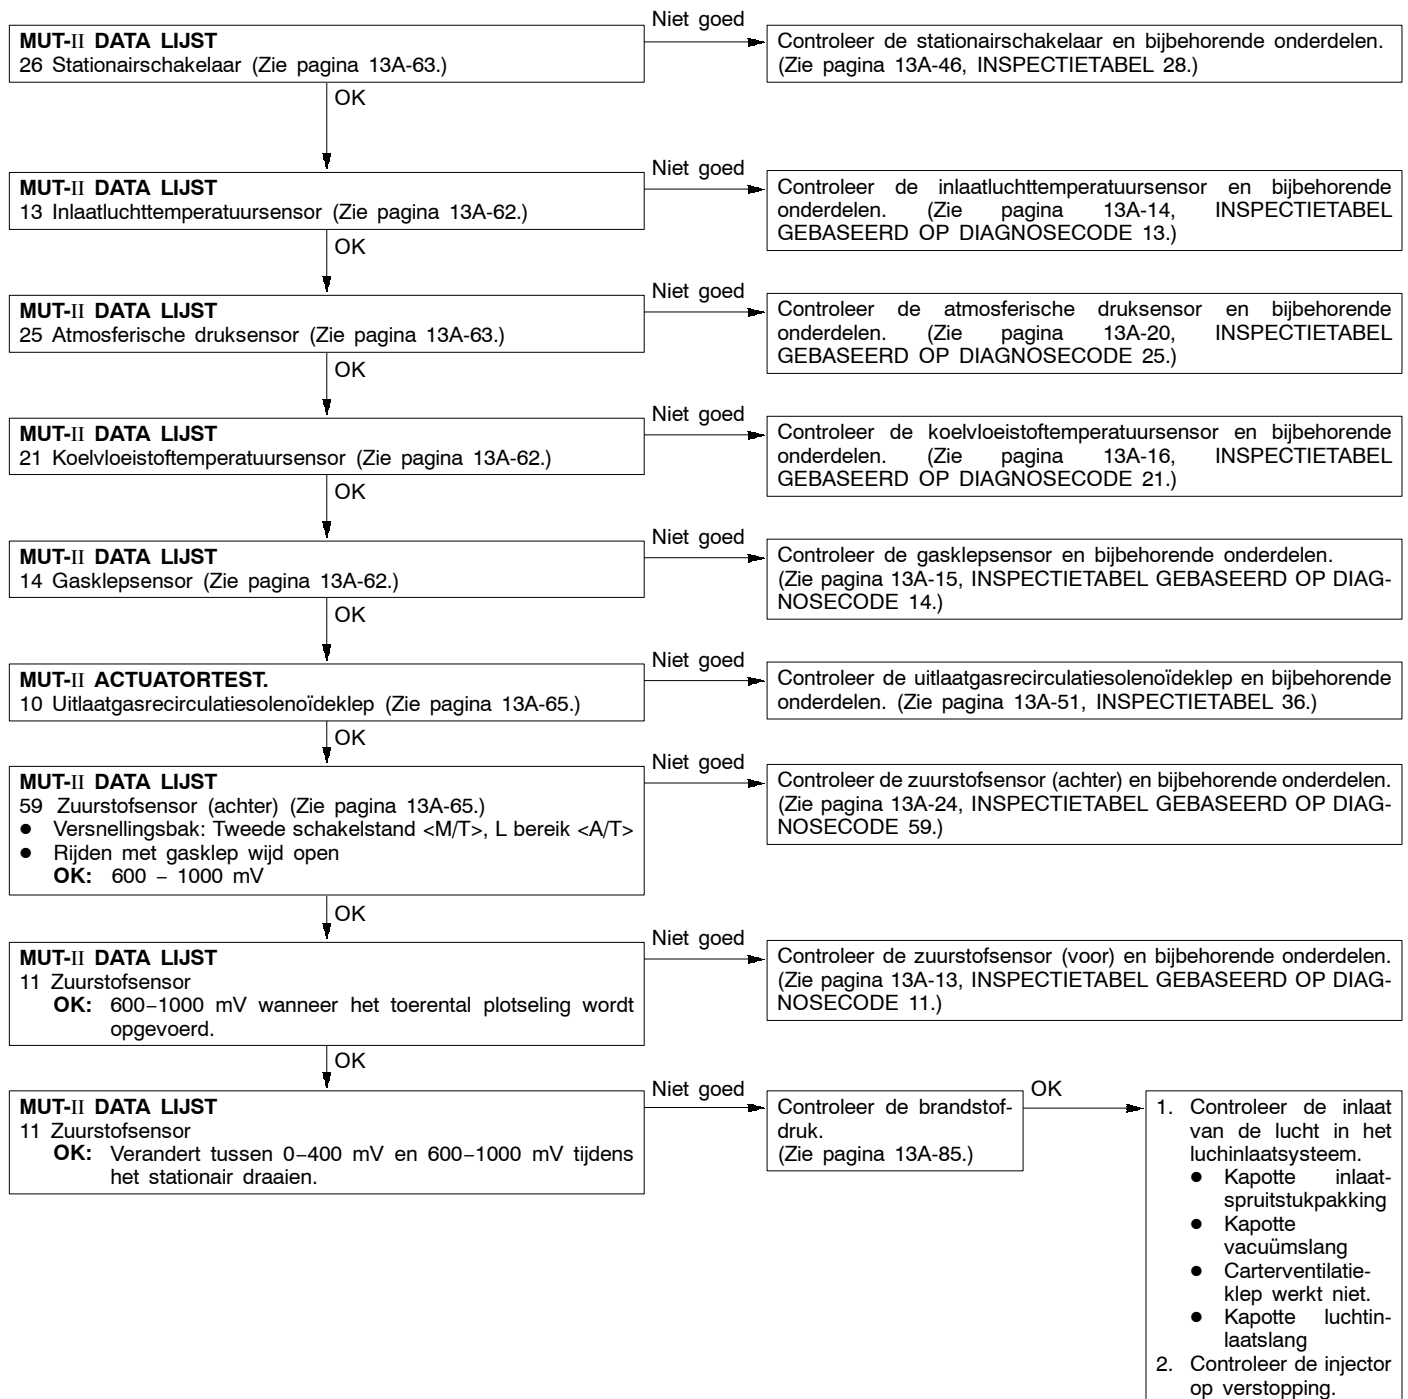 Niet goed
MUT-II DATA LIJST
26 Stationairschakelaar (Zie pagina 13A-63.)
Controleer de stationairschakelaar en bijbehorende onderdelen.
(Zie pagina 13A-46, INSPECTIETABEL 28.)
OK
Niet goed
MUT-II DATA LIJST
13 Inlaatluchttemperatuursensor (Zie pagina 13A-62.)
Controleer de inlaatluchttemperatuursensor en bijbehorende
onderdelen. (Zie pagina 13A-14, INSPECTIETABEL
GEBASEERD OP DIAGNOSECODE 13.)
OK
Niet goed
MUT-II DATA LIJST
25 Atmosferische druksensor (Zie pagina 13A-63.)
Controleer de atmosferische druksensor en bijbehorende
onderdelen. (Zie pagina 13A-20, INSPECTIETABEL
GEBASEERD OP DIAGNOSECODE 25.)
OK
Niet goed
MUT-II DATA LIJST
21 Koelvloeistoftemperatuursensor (Zie pagina 13A-62.)
Controleer de koelvloeistoftemperatuursensor en bijbehorende
onderdelen. (Zie pagina 13A-16, INSPECTIETABEL
GEBASEERD OP DIAGNOSECODE 21.)
OK
Niet goed
MUT-II DATA LIJST
14 Gasklepsensor (Zie pagina 13A-62.)
Controleer de gasklepsensor en bijbehorende onderdelen.
(Zie pagina 13A-15, INSPECTIETABEL GEBASEERD OP DIAG-
NOSECODE 14.)
OK
Niet goed
MUT-II ACTUATORTEST.
10 Uitlaatgasrecirculatiesolenoïdeklep (Zie pagina 13A-65.)
Controleer de uitlaatgasrecirculatiesolenoïdeklep en bijbehorende
onderdelen. (Zie pagina 13A-51, INSPECTIETABEL 36.)
OK
Niet goed
MUT-II DATA LIJST
59 Zuurstofsensor (achter) (Zie pagina 13A-65.)
● Versnellingsbak: Tweede schakelstand <M/T>, L bereik <A/T>
● Rijden met gasklep wijd open
OK: 600 – 1000 mV
Controleer de zuurstofsensor (achter) en bijbehorende onderdelen.
(Zie pagina 13A-24, INSPECTIETABEL GEBASEERD OP DIAG-
NOSECODE 59.)
OK
Niet goed
MUT-II DATA LIJST
11 Zuurstofsensor
OK: 600–1000 mV wanneer het toerental plotseling wordt
opgevoerd.
Controleer de zuurstofsensor (voor) en bijbehorende onderdelen.
(Zie pagina 13A-13, INSPECTIETABEL GEBASEERD OP DIAG-
NOSECODE 11.)
OK
Niet goed
MUT-II DATA LIJST
11 Zuurstofsensor
OK: Verandert tussen 0–400 mV en 600–1000 mV tijdens
het stationair draaien.
Controleer de brandstof-
druk.
(Zie pagina 13A-85.)
OK
1. Controleer de inlaat
van de lucht in het
luchinlaatsysteem.
● Kapotte inlaat-
spruitstukpakking
● Kapotte
vacuümslang
● Carterventilatie-
klep werkt niet.
● Kapotte luchtin-
laatslang
2. Controleer de injector
op verstopping.